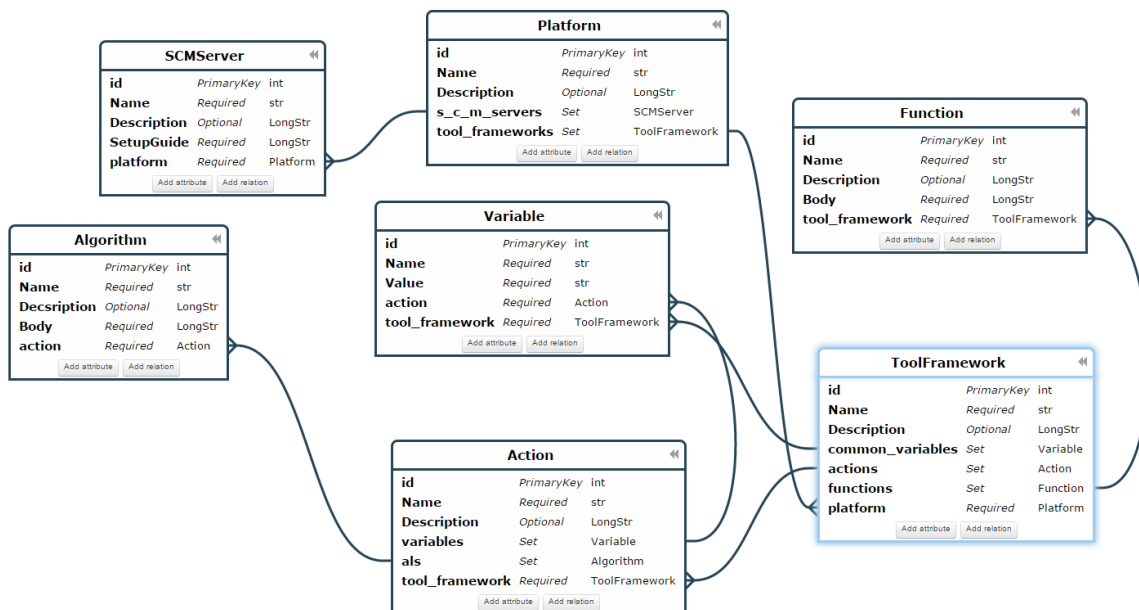 Platform
id PrimaryKey int
Name Required str
Description Optional LongStr
s_c_m_servers Set SCMServer
tool_frameworks Set ToolFramework
Add attribute Add relation
SCMServer
id PrimaryKey int
Name Required str
Description Optional LongStr
SetupGuide Required LongStr
platform Required Platform
Add attribute Add relation
Function
id PrimaryKey int
Name Required str
Description Optional LongStr
Body Required LongStr
tool_framework Required ToolFramework
Add attribute Add relation
Variable
id PrimaryKey int
Name Required str
Value Required str
action Required Action
tool_framework Required ToolFramework
Add attribute Add relation
Algorithm
id PrimaryKey int
Name Required str
Decsription Optional LongStr
Body Required LongStr
action Required Action
Add attribute Add relation
ToolFramework
id PrimaryKey int
Name Required str
Description Optional LongStr
common_variables Set Variable
actions Set Action
functions Set Function
platform Required Platform
Add attribute Add relation
Action
id PrimaryKey int
Name Required str
Description Optional LongStr
variables Set Variable
als Set Algorithm
tool_framework Required ToolFramework
Add attribute Add relation